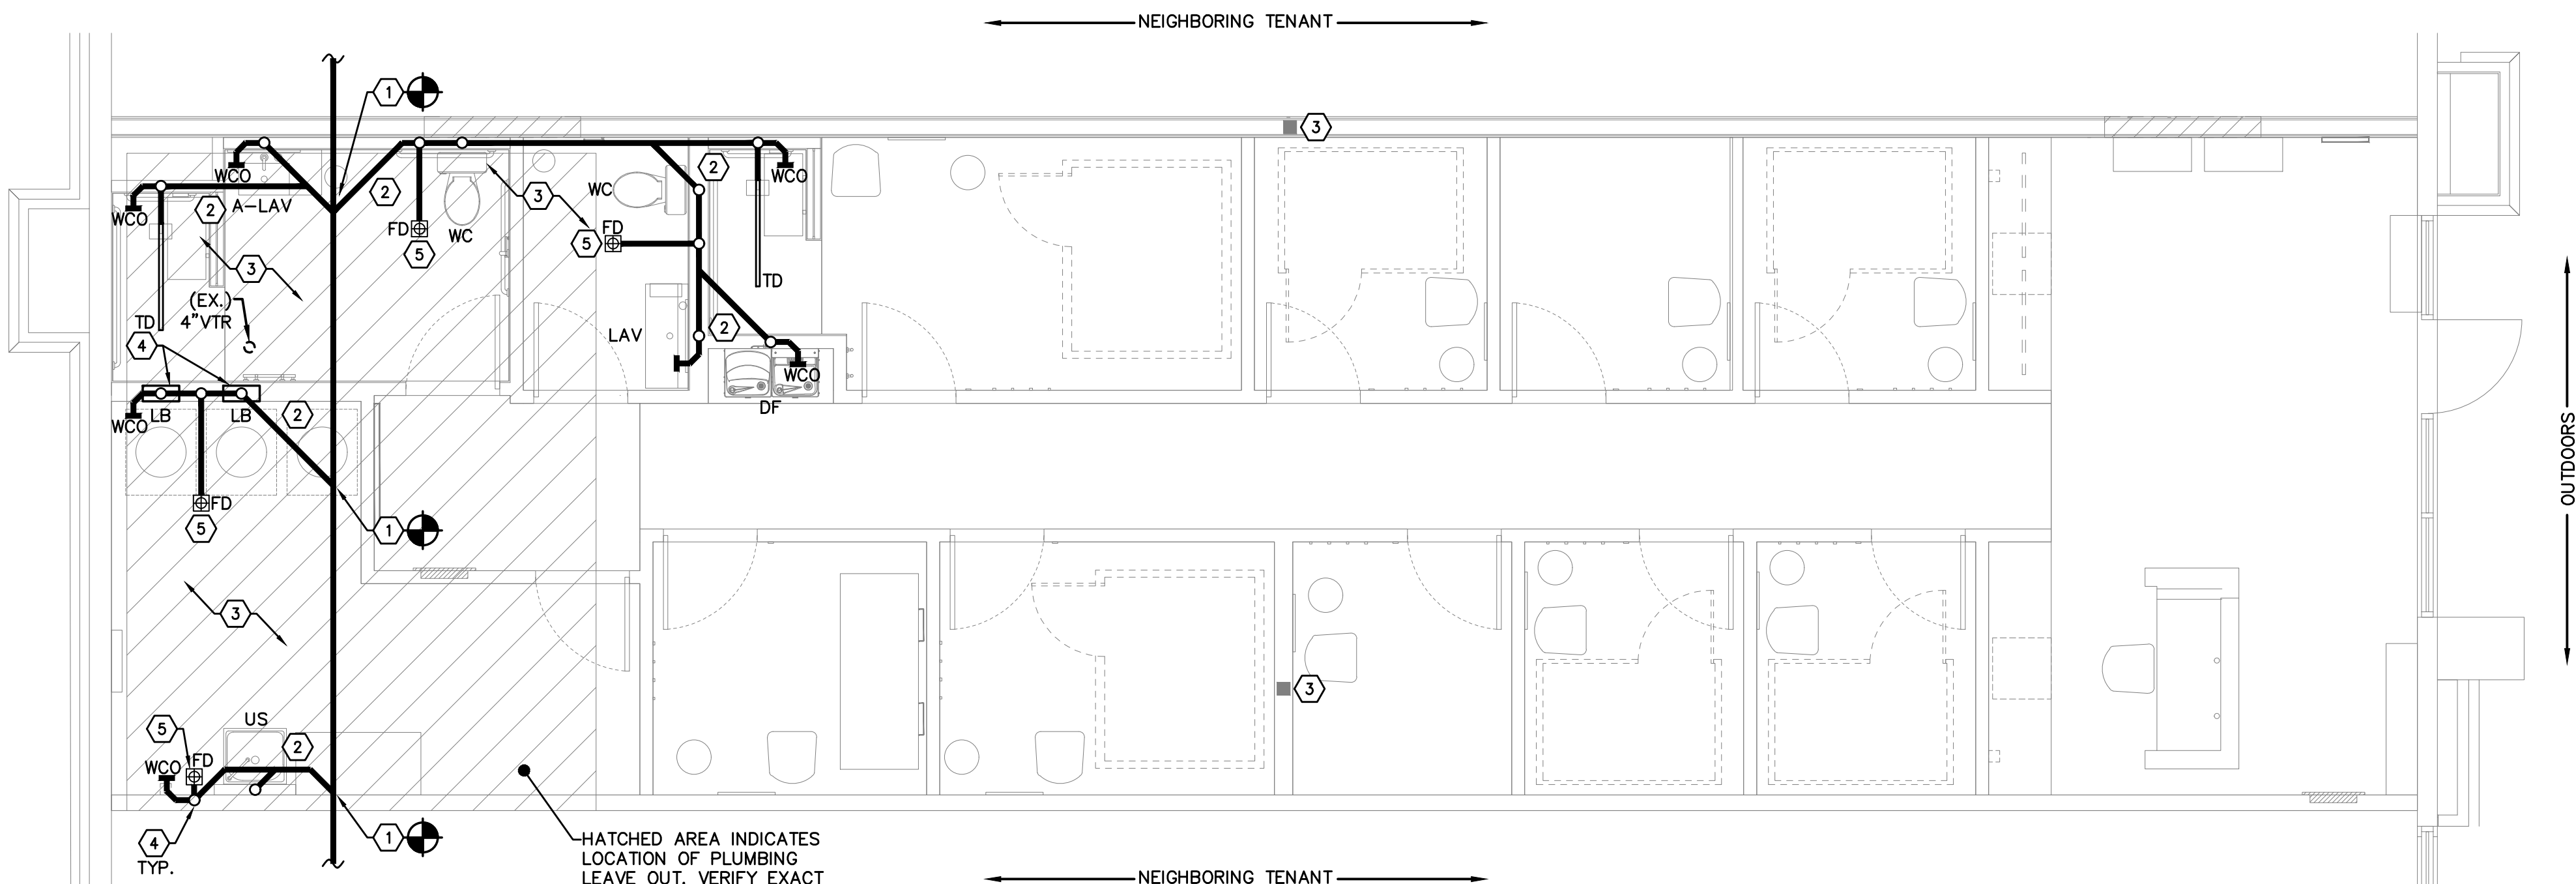 NEIGHBORING TENANT
1
3
2
WCO
WCO
WC
2
3
WCO
A-LAV
2
FD
WC
FD
5
5
3
TD
(EX.)
4"VTR
TD
4
LAV
2
WCO
DF
LB
LB
2
WCO
OUTDOORS
FD
5
1
3
3
US
5
2
FD
WCO
1
4
TYP.
HATCHED AREA INDICATES
LOCATION OF PLUMBING
LEAVE OUT. VERIFY EXACT
NEIGHBORING TENANT